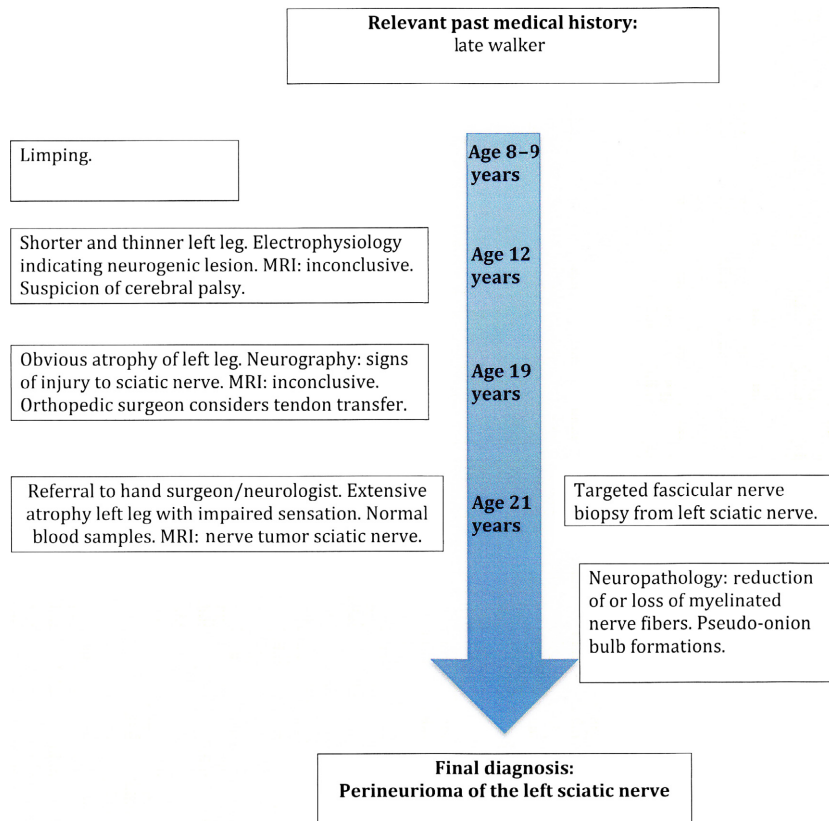 Relevant past medical history:
late walker
Limping.
Age 8–9
years
Shorter and thinner left leg. Electrophysiology
indicating neurogenic lesion. MRI: inconclusive.
Suspicion of cerebral palsy.
Age 12
years
Obvious atrophy of left leg. Neurography: signs
of injury to sciatic nerve. MRI: inconclusive.
Orthopedic surgeon considers tendon transfer.
Age 19
years
Referral to hand surgeon/neurologist. Extensive
atrophy left leg with impaired sensation. Normal
blood samples. MRI: nerve tumor sciatic nerve.
Age 21
years
Targeted fascicular nerve
biopsy from left sciatic nerve.
Neuropathology: reduction
of or loss of myelinated
nerve fibers. Pseudo-onion
bulb formations.
Final diagnosis:
Perineurioma of the left sciatic nerve